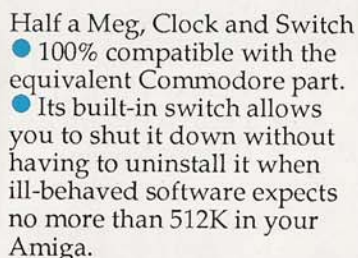 Half a Meg, Clock and Switch
● 100% compatible with the
equivalent Commodore part.
● Its built-in switch allows
you to shut it down without
having to uninstall it when
ill-behaved software expects
no more than 512K in your
Amiga.